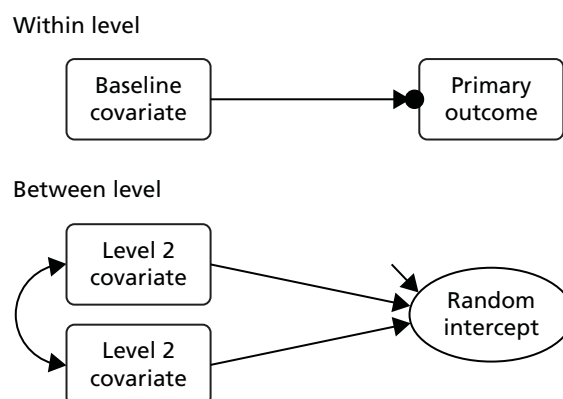 Within level
Baseline
covariate
Primary
outcome
Between level
Level 2
covariate
Level 2
covariate
Random
intercept